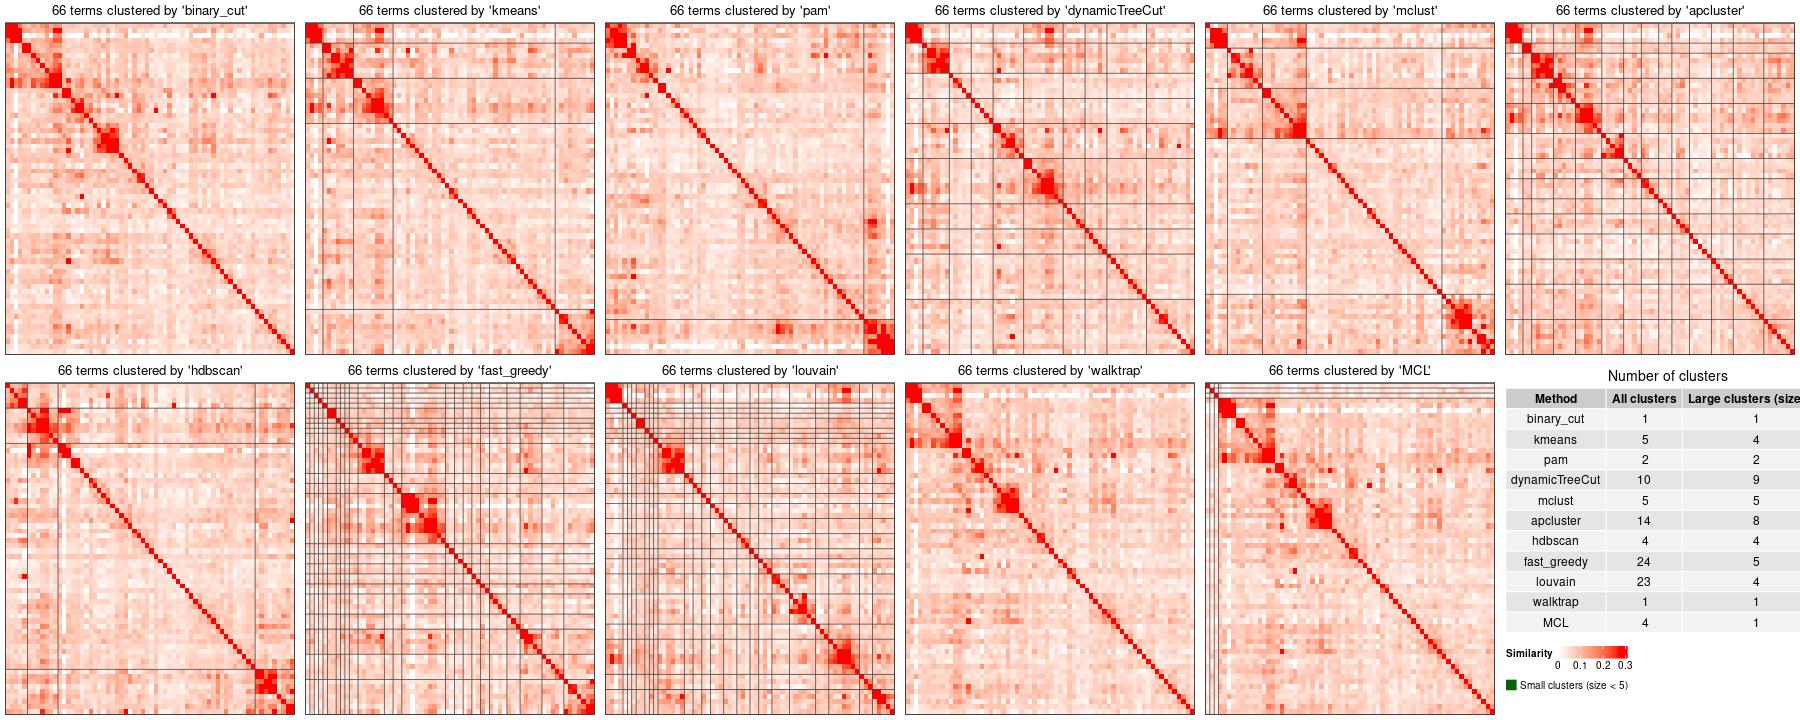 66 terms clustered by 'binary_cut'
66 terms clustered by 'kmeans'
66 terms clustered by 'pam'
66 terms clustered by 'dynamicTreeCut'
66 terms clustered by 'mclust'
66 terms clustered by 'apcluster'
66 terms clustered by 'hdbscan'
66 terms clustered by 'fast_greedy'
66 terms clustered by 'louvain'
66 terms clustered by 'walktrap'
66 terms clustered by 'MCL'
Number of clusters
Method All clusters Large clusters (size
binary_cut 1 1
kmeans 5 4
pam 2 2
dynamicTreeCut 10 9
mclust 5 5
apcluster 14 8
hdbscan 4 4
fast_greedy 24 5
louvain 23 4
walktrap 1 1
MCL 4 1
Similarity
0 0.1 0.2 0.3
Small clusters (size < 5)